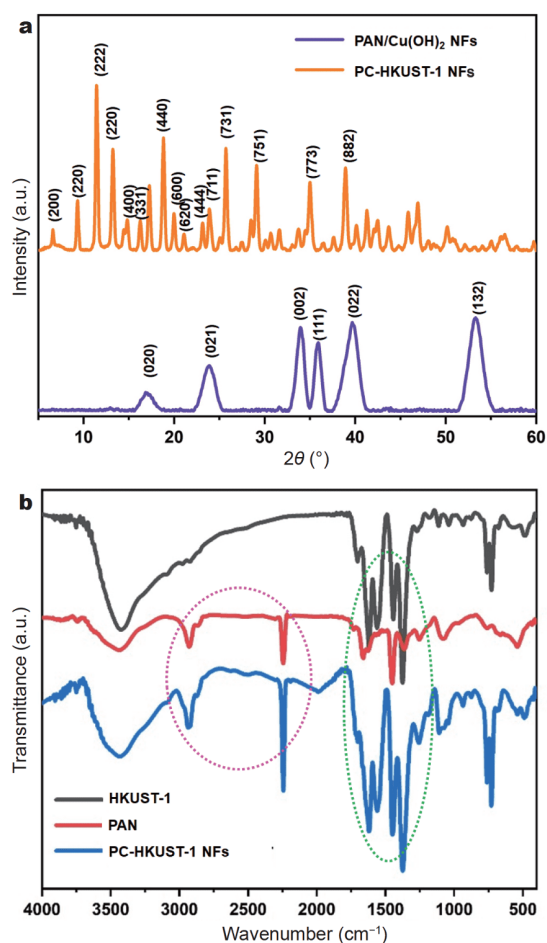 a
PAN/Cu(OH)2 NFs
PC-HKUST-1 NFs
(200)
(220)
(222)
(220)
(400)
(331)
(440)
(600)
(620)
(444)
(711)
(731)
(751)
(773)
(882)
(020)
(021)
(002)
(111)
(022)
(132)
Intensity (a.u.)
10 20 30 40 50 60
2θ (°)
b
Transmittance (a.u.)
HKUST-1
PAN
PC-HKUST-1 NFs
4000 3500 3000 2500 2000 1500 1000 500
Wavenumber (cm⁻¹)